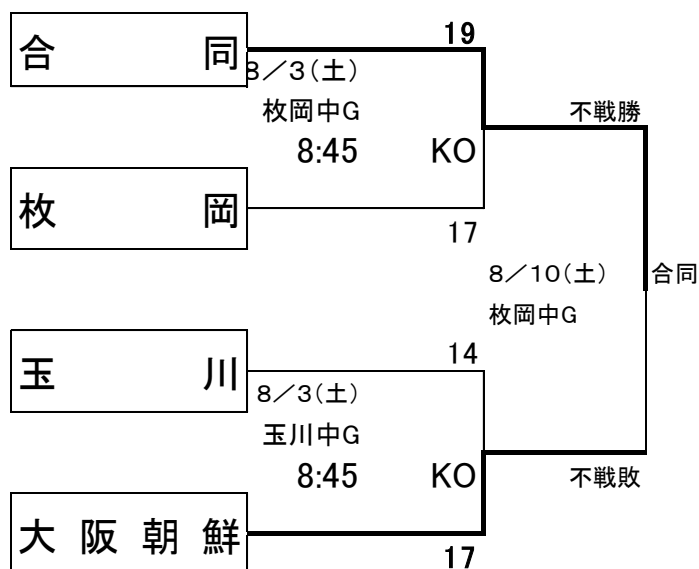 合同
19
8／3(土)
枚岡中G
8:45 KO
不戦勝
枚岡
17
8／10(土)
合同
枚岡中G
玉川
14
8／3(土)
玉川中G
8:45 KO
不戦敗
大阪朝鮮
17